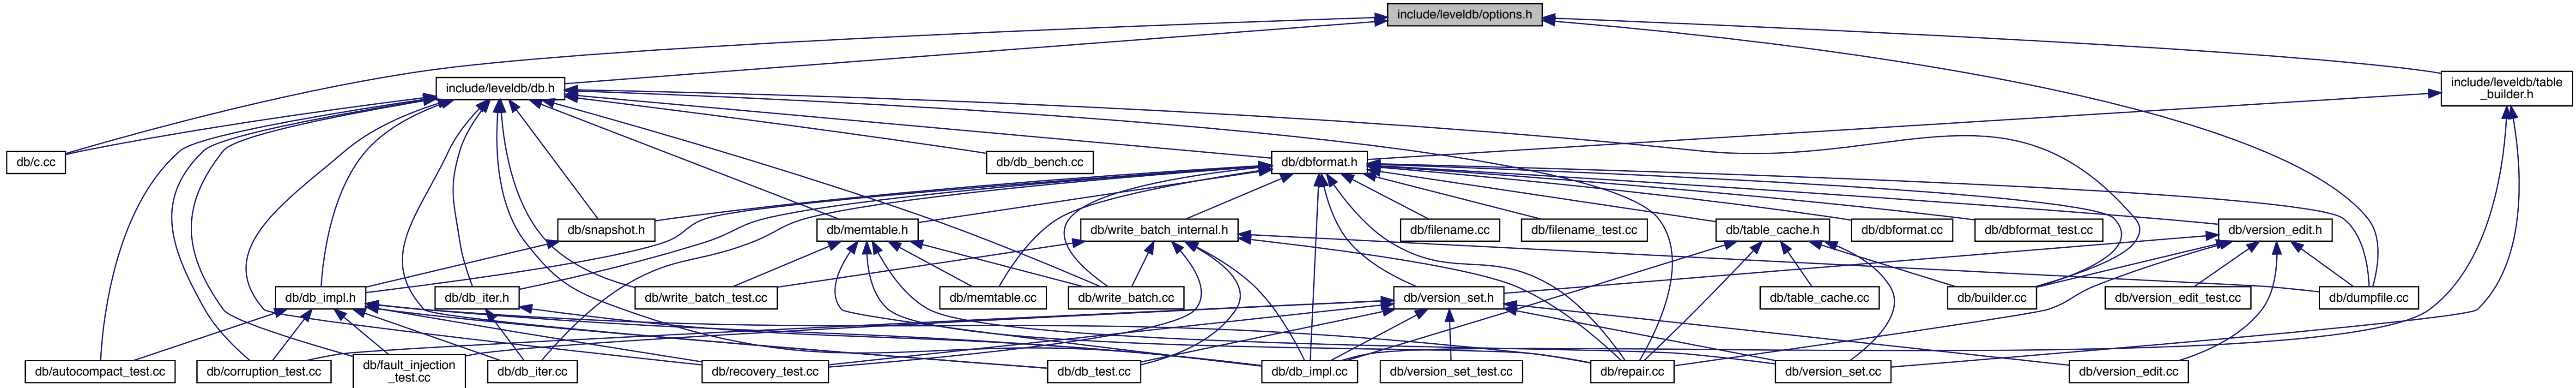 include/leveldb/options.h
include/leveldb/db.h
include/leveldb/table
_builder.h
db/c.cc
db/db_bench.cc
db/dbformat.h
db/snapshot.h
db/memtable.h
db/write_batch_internal.h
db/filename.cc
db/filename_test.cc
db/table_cache.h
db/dbformat.cc
db/dbformat_test.cc
db/version_edit.h
db/db_impl.h
db/db_iter.h
db/write_batch_test.cc
db/memtable.cc
db/write_batch.cc
db/version_set.h
db/table_cache.cc
db/builder.cc
db/version_edit_test.cc
db/dumpfile.cc
db/autocompact_test.cc
db/corruption_test.cc
db/fault_injection
_test.cc
db/db_iter.cc
db/recovery_test.cc
db/db_test.cc
db/db_impl.cc
db/version_set_test.cc
db/repair.cc
db/version_set.cc
db/version_edit.cc